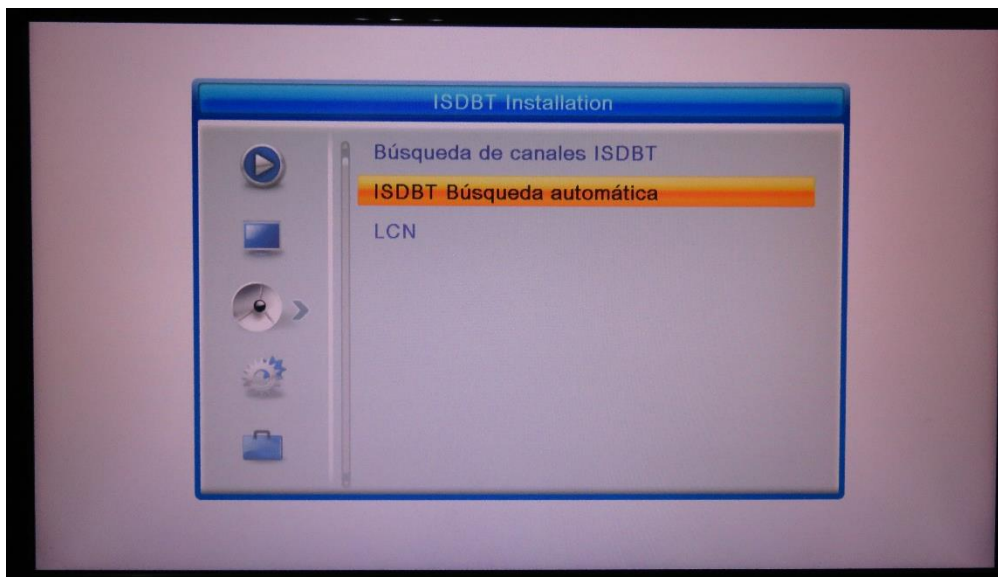 ISDBT Installation
Búsqueda de canales ISDBT
ISDBT Búsqueda automática
LCN